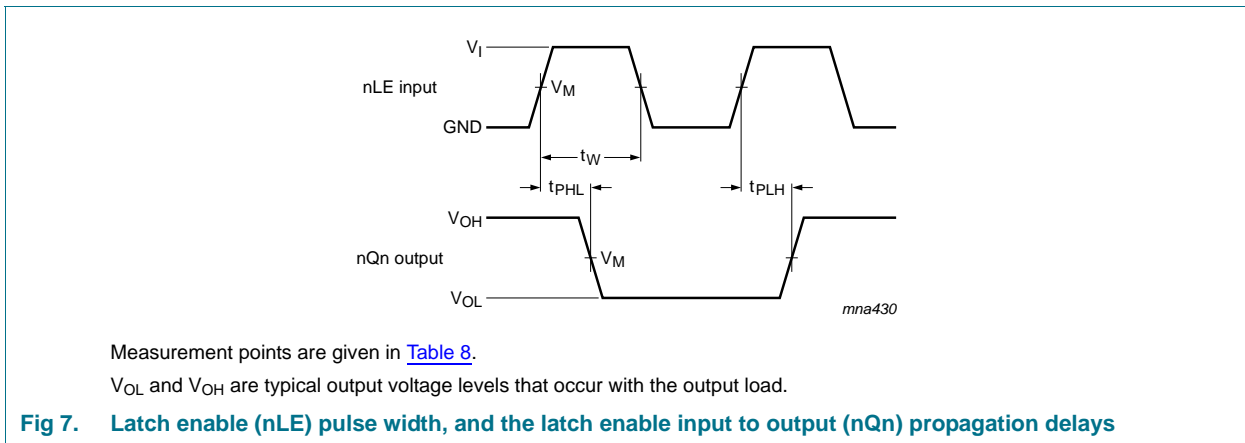 VI
nLE input
VM
GND
tW
tPHL
tPLH
VOH
nQn output
VM
VOL
mna430
Measurement points are given in Table 8.
VOL and VOH are typical output voltage levels that occur with the output load.
Fig 7. Latch enable (nLE) pulse width, and the latch enable input to output (nQn) propagation delays